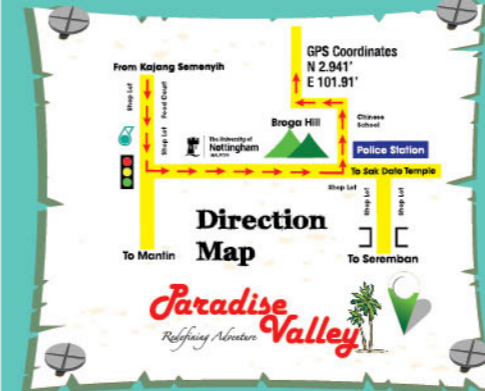 GPS Coordinates
N 2.941'
E 101.91'
From Kajang Semenyih
Shop Lot
Food Court
Shop Lot
The University of
Nottingham
Broga Hill
Chinese
School
Police Station
To Sak Dato Temple
Shop Lot
Shop Lot
Shop Lot
Direction
Map
To Mantin
To Seremban
Paradise
Valley
Redefining Adventure